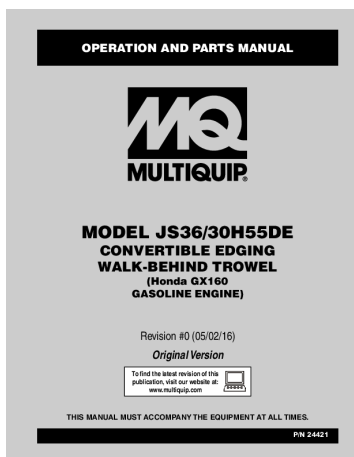 OPERATION AND PARTS MANUAL
MQ
MULTIQUIP®
MODEL JS36/30H55DE
CONVERTIBLE EDGING
WALK-BEHIND TROWEL
(Honda GX160
GASOLINE ENGINE)
Revision #0 (05/02/16)
Original Version
To find the latest revision of this
publication, visit our website at:
www.multiquip.com
THIS MANUAL MUST ACCOMPANY THE EQUIPMENT AT ALL TIMES.
P/N 24421